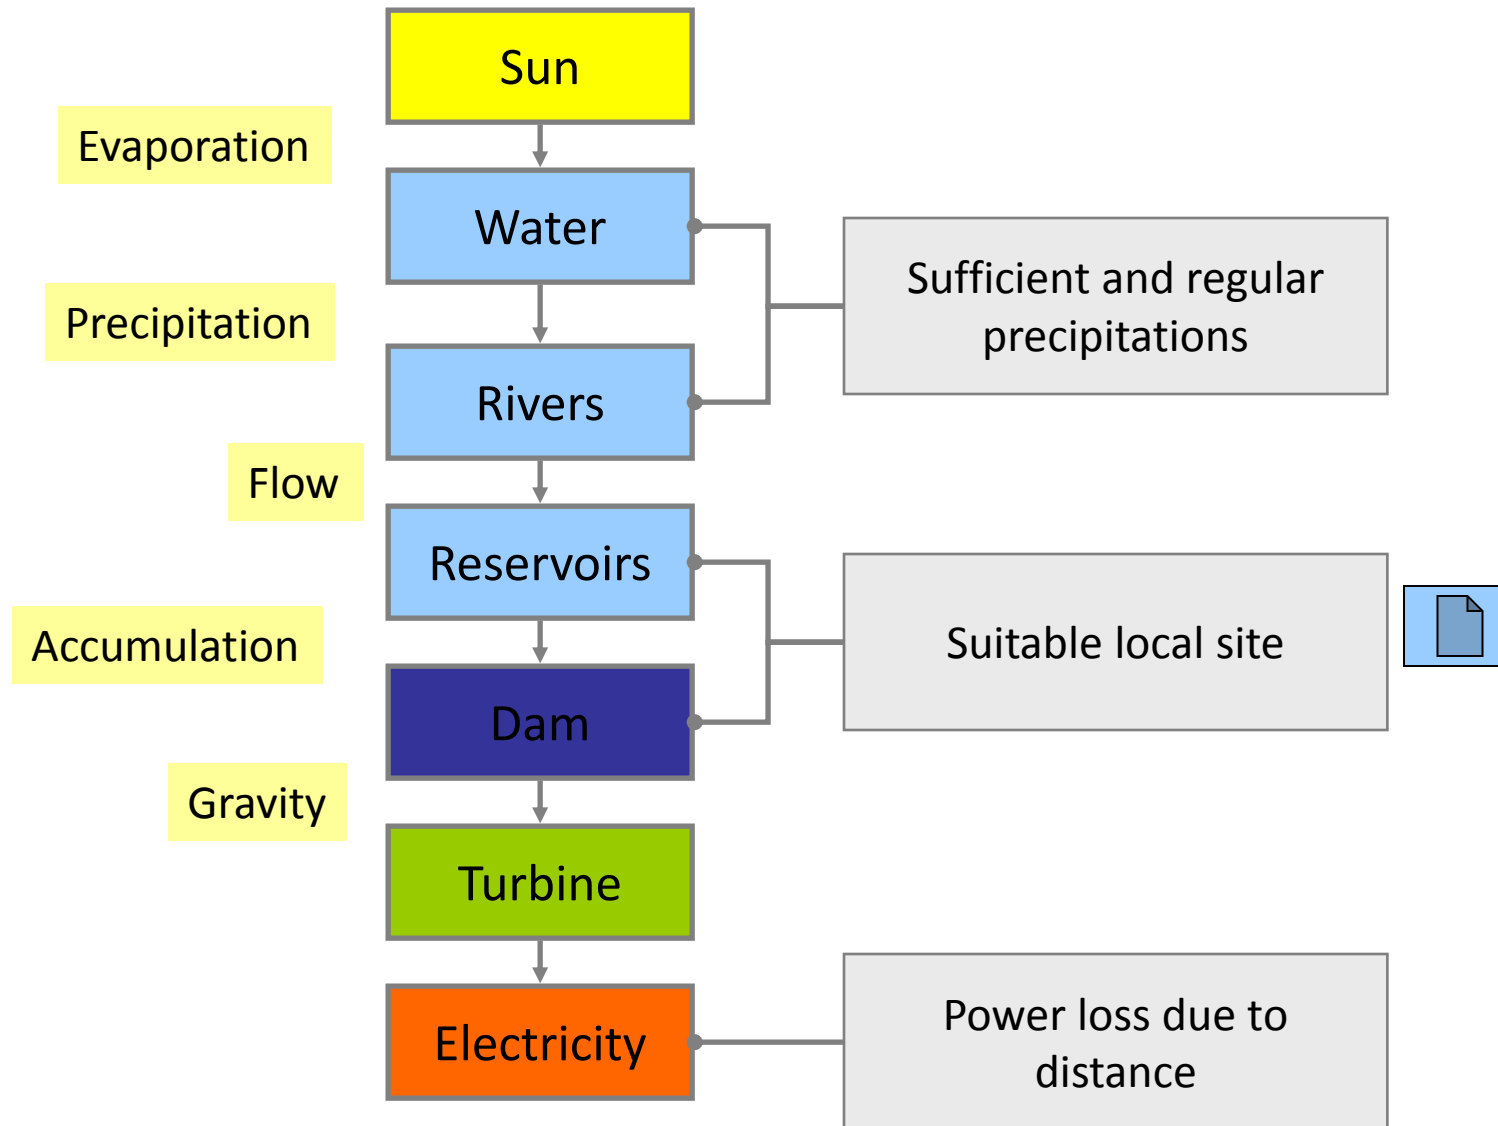 Sun
Evaporation
Water
Sufficient and regular
precipitations
Precipitation
Rivers
Flow
Reservoirs
Suitable local site
Accumulation
Dam
Gravity
Turbine
Electricity
Power loss due to
distance